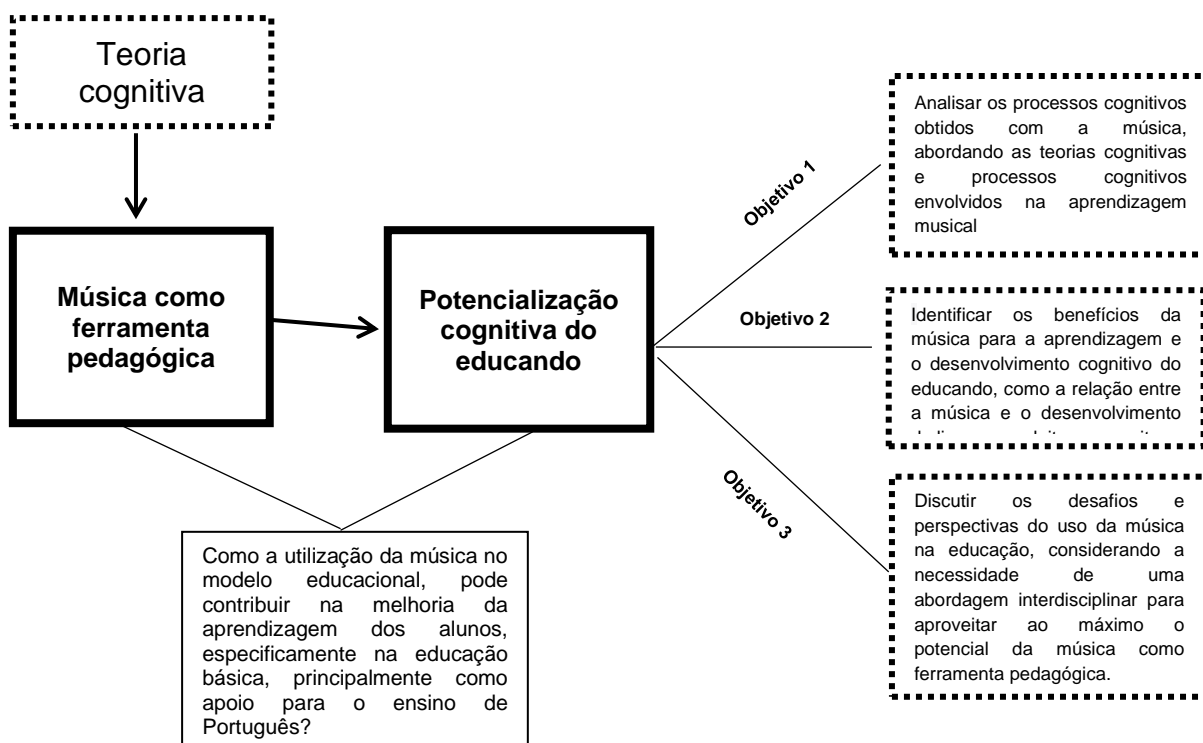 Teoria
cognitiva
Música como
ferramenta
pedagógica
Potencialização
cognitiva do
educando
Como a utilização da música no
modelo educacional, pode
contribuir na melhoria da
aprendizagem dos alunos,
especificamente na educação
básica, principalmente como
apoio para o ensino de
Português?
Objetivo 1
Analisar os processos cognitivos
obtidos com a música,
abordando as teorias cognitivas
e processos cognitivos
envolvidos na aprendizagem
musical
Objetivo 2
Identificar os benefícios da
música para a aprendizagem e
o desenvolvimento cognitivo do
educando, como a relação entre
a música e o desenvolvimento
Objetivo 3
Discutir os desafios e
perspectivas do uso da música
na educação, considerando a
necessidade de uma
abordagem interdisciplinar para
aproveitar ao máximo o
potencial da música como
ferramenta pedagógica.